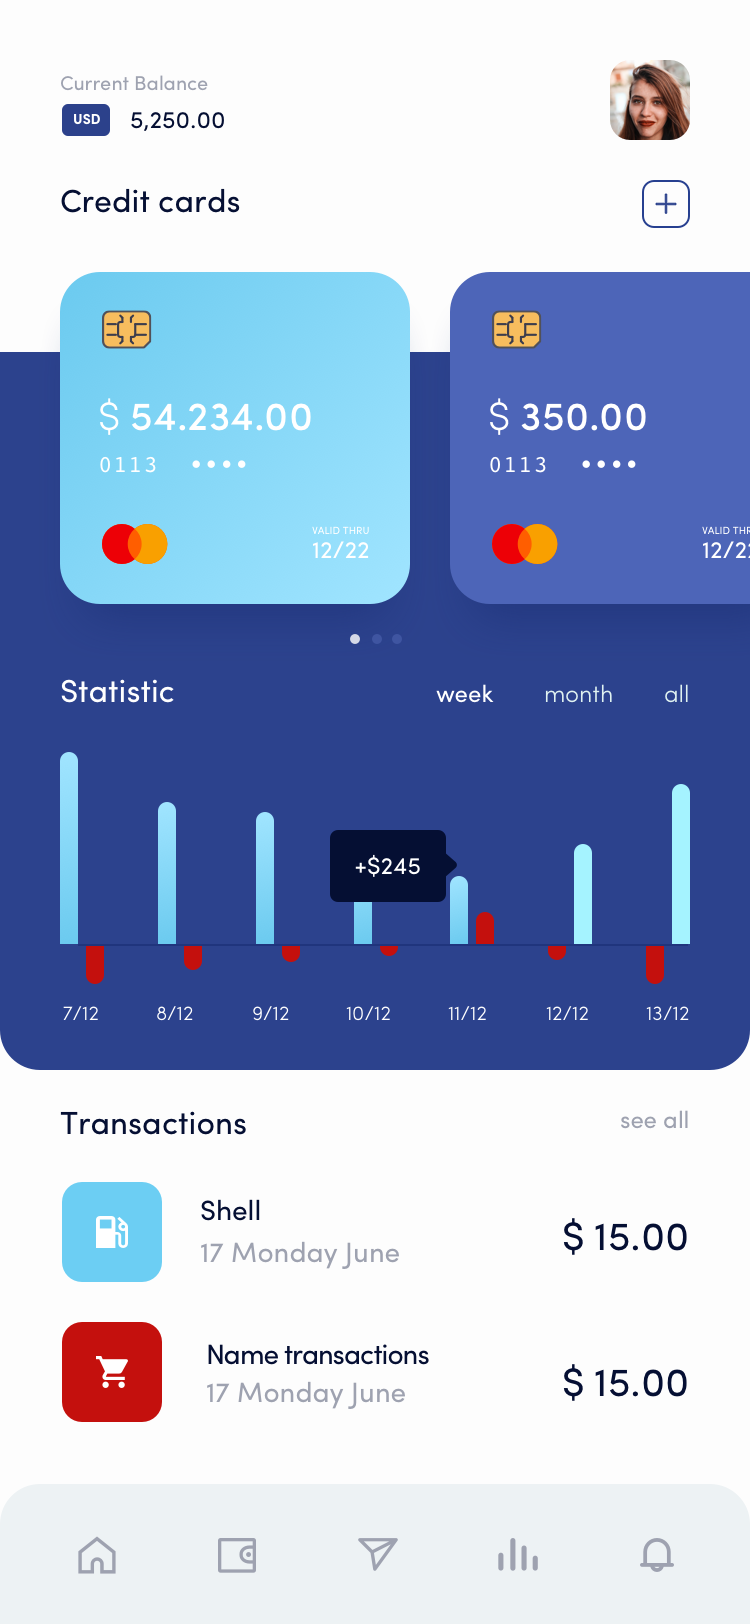 Current Balance
USD 5,250.00
Credit cards
$ 54.234.00
0113 ••••
VALID THRU
12/22
$ 350.00
0113 ••••
VALID THR
12/2
Statistic week month all
+$245
7/12 8/12 9/12 10/12 11/12 12/12 13/12
Transactions see all
Shell
17 Monday June
$ 15.00
Name transactions
17 Monday June
$ 15.00